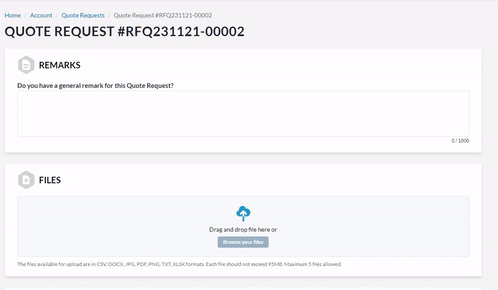 Home / Account / Quote Requests / Quote Request #RFQ231121-00002
QUOTE REQUEST #RFQ231121-00002
REMARKS
Do you have a general remark for this Quote Request?
0 / 1000
FILES
Drag and drop file here or
Browse your files
The files available for upload are in CSV, DOCX, JPG, PDF, PNG, TXT, XLSX formats. Each file should not exceed 95MB. Maximum 5 files allowed.